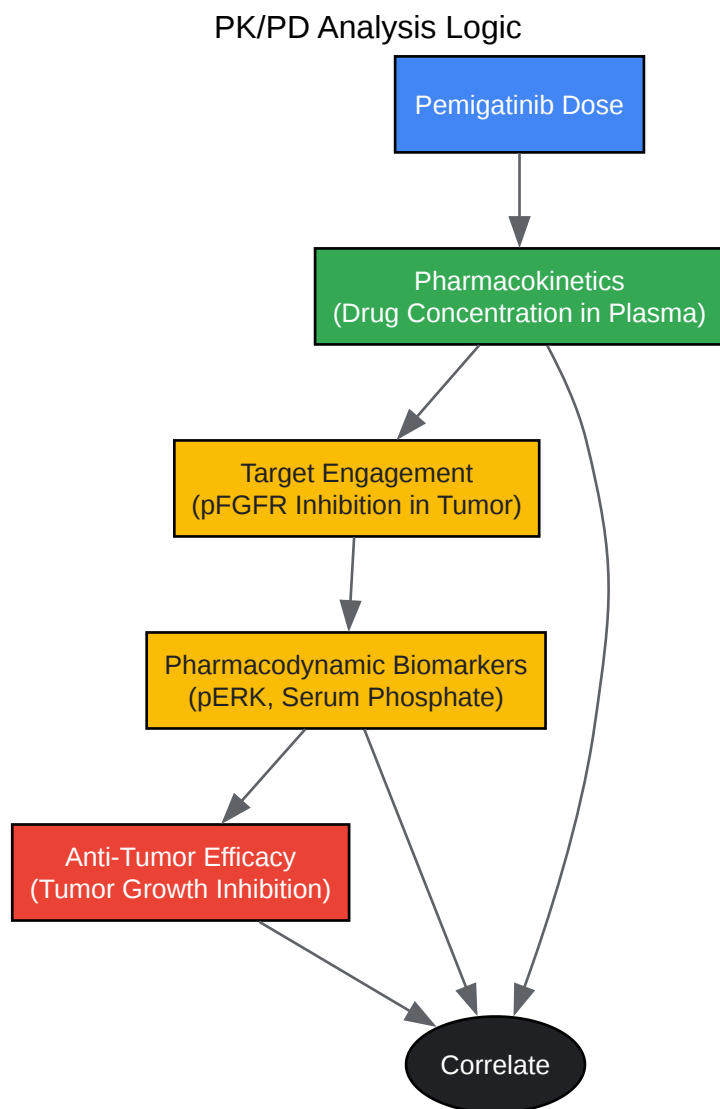 PK/PD Analysis Logic
Pemigatinib Dose
Pharmacokinetics
(Drug Concentration in Plasma)
Target Engagement
(pFGFR Inhibition in Tumor)
Pharmacodynamic Biomarkers
(pERK, Serum Phosphate)
Anti-Tumor Efficacy
(Tumor Growth Inhibition)
Correlate